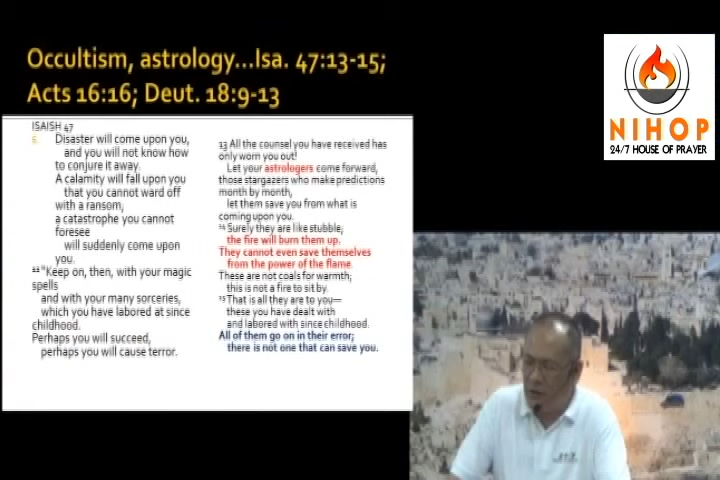 Occultism, astrology...Isa. 47:13-15;
Acts 16:16; Deut. 18:9-13
NIHOP
24/7 HOUSE OF PRAYER
ISAISH 47
Disaster will come upon you,
and you will not know how
to conjure it away.
A calamity will fall upon you
that you cannot ward off
with a ransom;
a catastrophe you cannot
foresee
will suddenly come upon
you.
12 "Keep on, then, with your magic
spells
and with your many sorceries,
which you have labored at since
childhood.
Perhaps you will succeed,
perhaps you will cause terror.
13 All the counsel you have received has
only worn you out!
Let your astrologers come forward,
those stargazers who make predictions
month by month,
let them save you from what is
coming upon you.
14 Surely they are like stubble;
the fire will burn them up.
They cannot even save themselves
from the power of the flame.
These are not coals for warmth;
this is not a fire to sit by.
15 That is all they are to you—
these you have dealt with
and labored with since childhood.
All of them go on in their error;
there is not one that can save you.